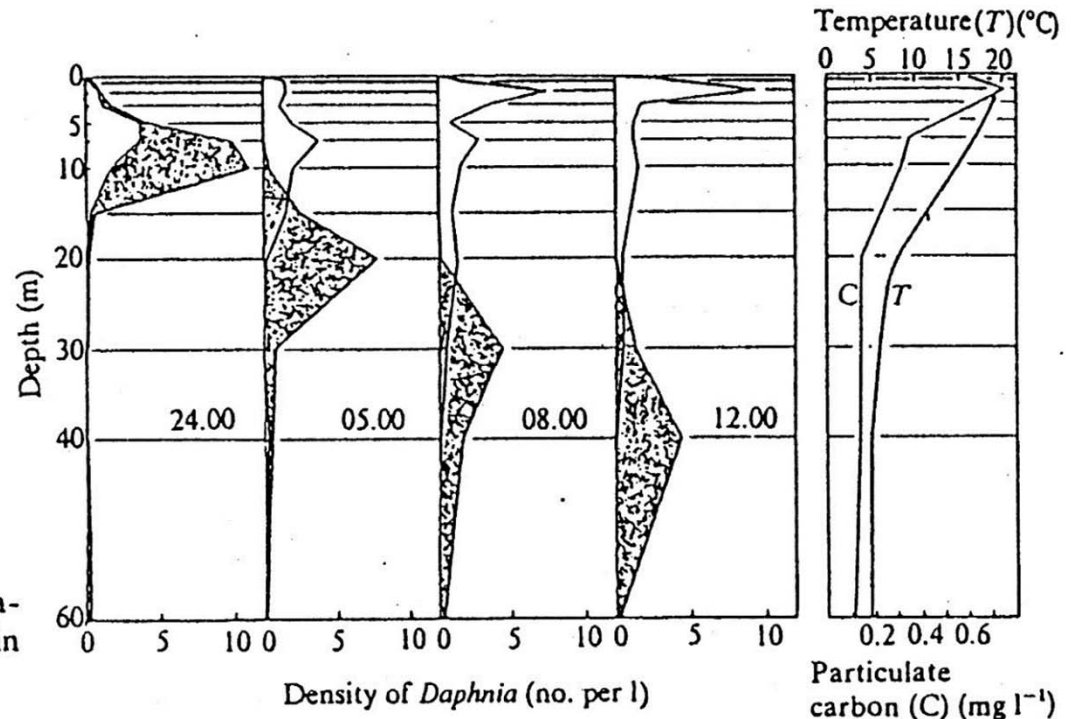 Temperature (T) (°C)
0 5 10 15 20
0
5
10
20
30
40
60
Depth (m)
24.00 05.00 08.00 12.00
C T
0 5 10 0 5 10 0 5 10 0 5 10
0.2 0.4 0.6
Density of Daphnia (no. per l)
Particulate
carbon (C) (mg l⁻¹)
a-
in